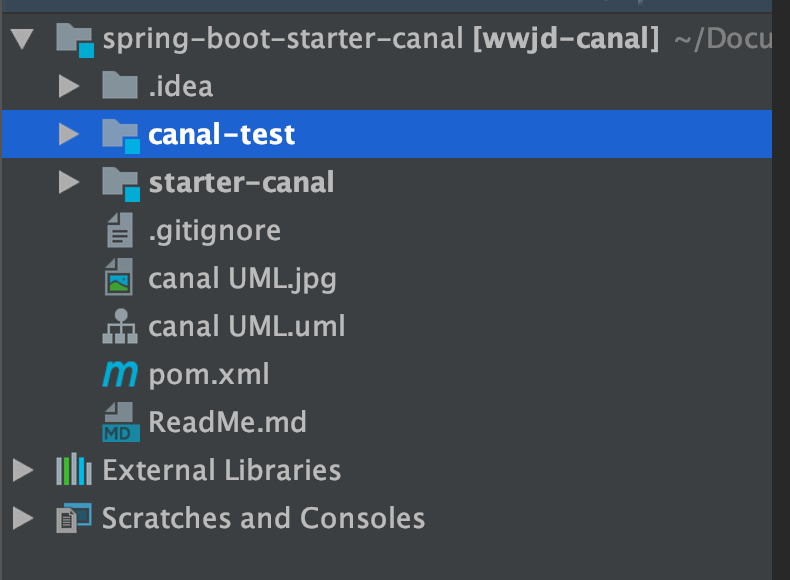 spring-boot-starter-canal [wwjd-canal] ~/Docu
.idea
canal-test
starter-canal
.gitignore
canal UML.jpg
canal UML.uml
pom.xml
MD ReadMe.md
External Libraries
Scratches and Consoles